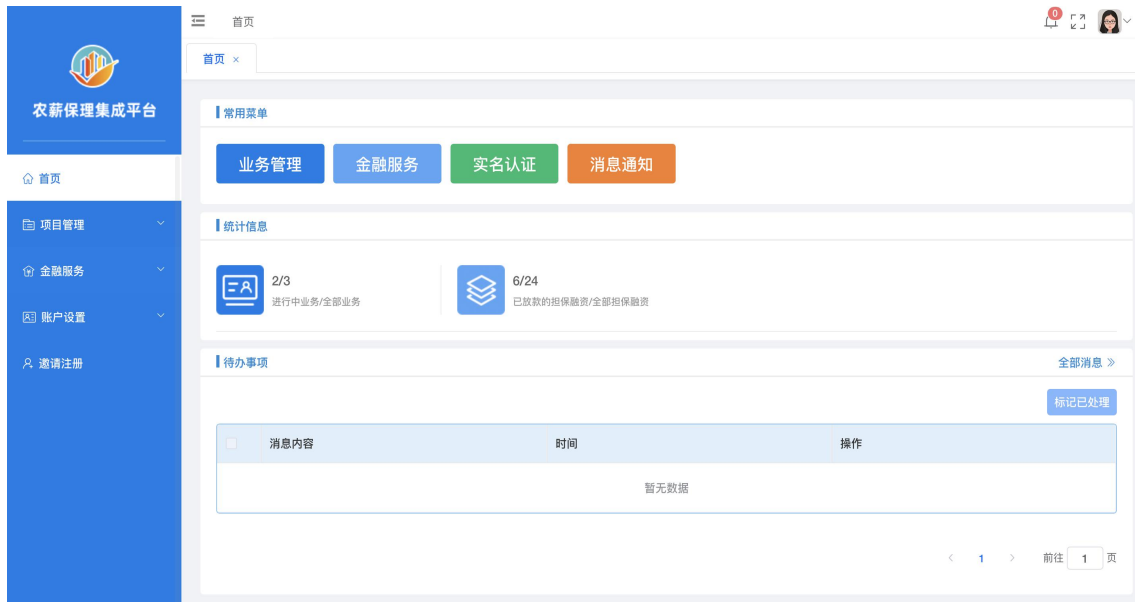 首页
0
首页 ×
农薪保理集成平台
首页
项目管理
金融服务
账户设置
邀请注册
常用菜单
业务管理 金融服务 实名认证 消息通知
统计信息
2/3
进行中业务/全部业务
6/24
已放款的担保融资/全部担保融资
待办事项 全部消息
标记已处理
消息内容 时间 操作
暂无数据
1 前往 1 页